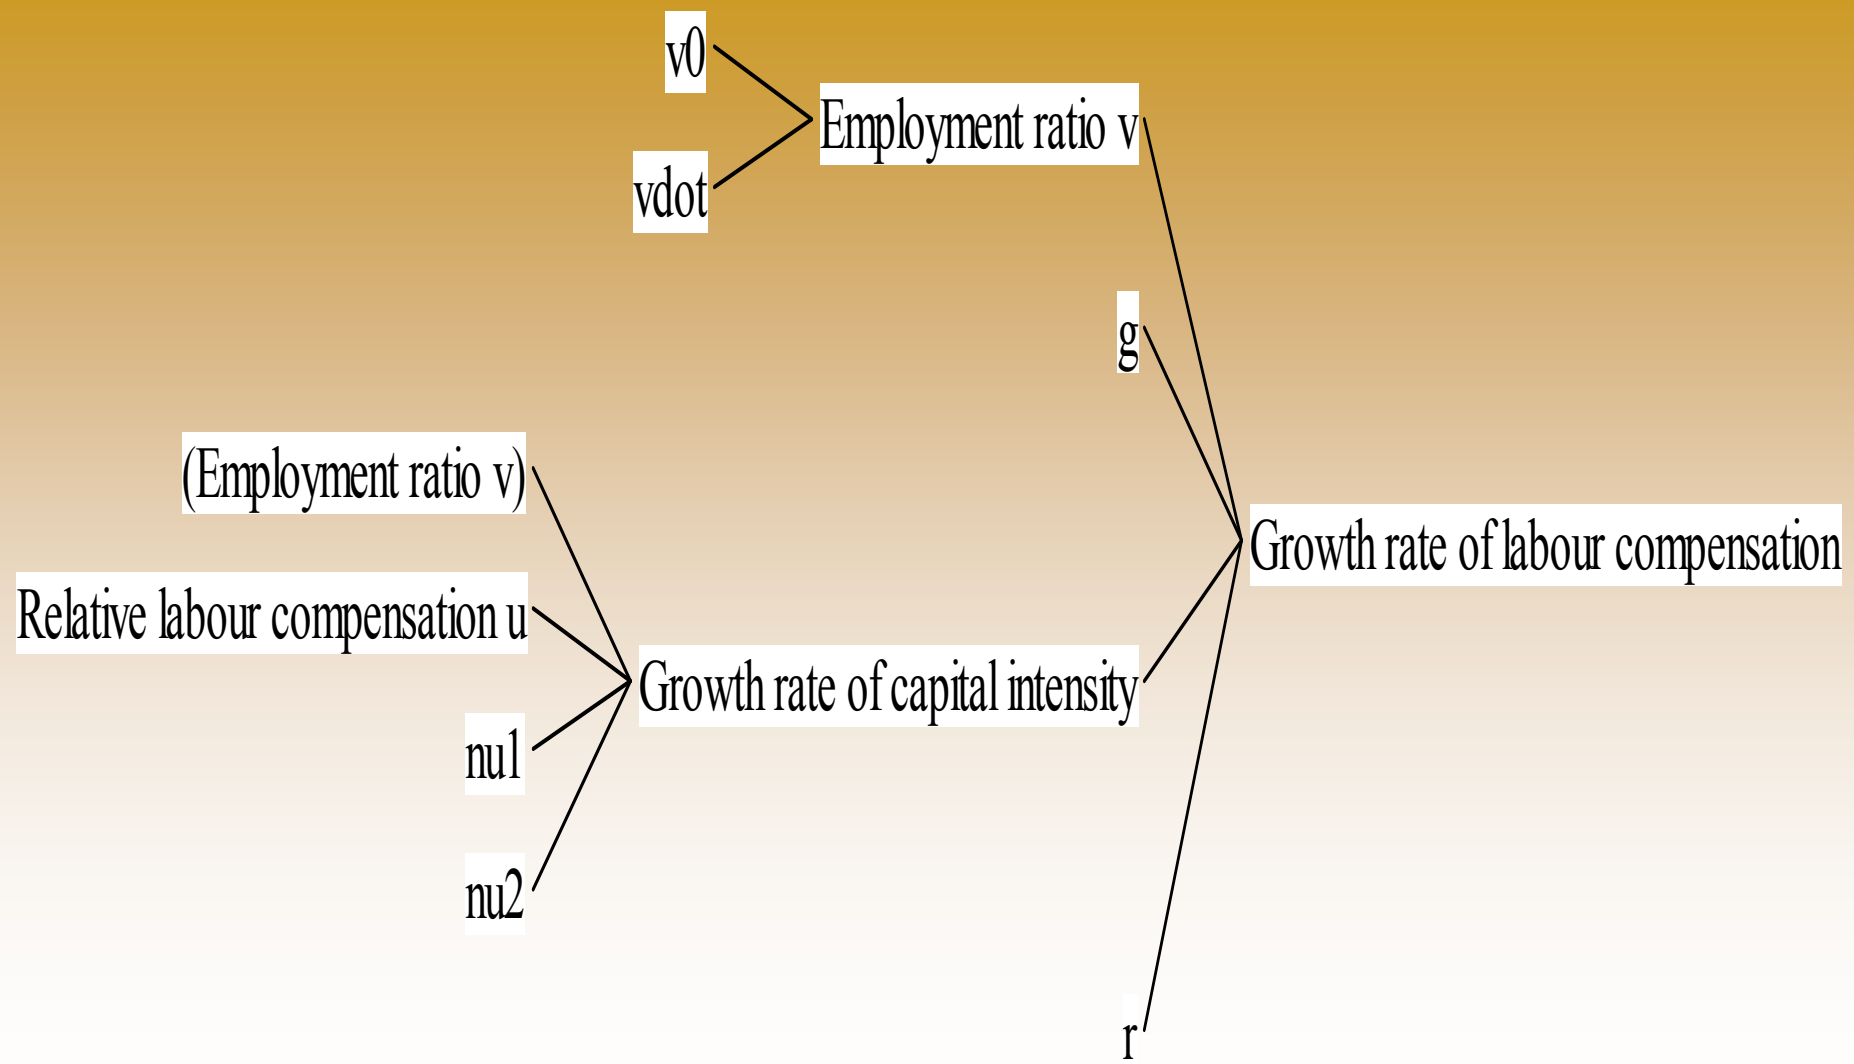 v0
Employment ratio v
vdot
g
(Employment ratio v)
Growth rate of labour compensation
Relative labour compensation u
Growth rate of capital intensity
nu1
nu2
r